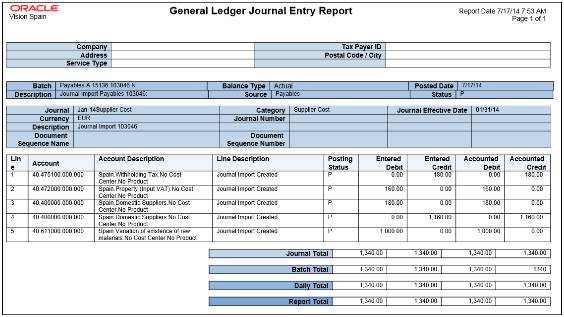 ORACLE
Vision Spain
General Ledger Journal Entry Report
Report Date 7/17/14 7:53 AM
Page 1 of 1
Company Tax Payer ID
Address Postal Code / City
Service Type
Batch Payables A 15136 103046 N Balance Type Actual Posted Date 7/17/14
Description Journal Import Payables 103046: Source Payables Status P
Journal Jan-14Supplier Cost Category Supplier Cost Journal Effective Date 01/31/14
Currency EUR Journal Number
Description Journal Import 103046:
Document Sequence Name Document Sequence Number
Line Account Account Description Line Description Posting Status Entered Debit Entered Credit Accounted Debit Accounted Credit
1 40.475100.000.000 Spain.Withholding Tax.No Cost Center.No Product Journal Import Created P 0.00 180.00 0.00 180.00
2 40.472000.000.000 Spain.Property (Input VAT).No Cost Center.No Product Journal Import Created P 160.00 0.00 160.00 0.00
3 40.400000.000.000 Spain.Domestic Suppliers.No Cost Center.No Product Journal Import Created P 180.00 0.00 180.00 0.00
4 40.400000.000.000 Spain.Domestic Suppliers.No Cost Center.No Product Journal Import Created P 0.00 1,160.00 0.00 1,160.00
5 40.611000.000.000 Spain.Variation of existence of raw materials.No Cost Center.No Product Journal Import Created P 1,000.00 0.00 1,000.00 0.00
Journal Total 1,340.00 1,340.00 1,340.00 1,340.00
Batch Total 1,340.00 1,340.00 1,340.00 1340
Daily Total 1,340.00 1,340.00 1,340.00 1,340.00
Report Total 1,340.00 1,340.00 1,340.00 1,340.00